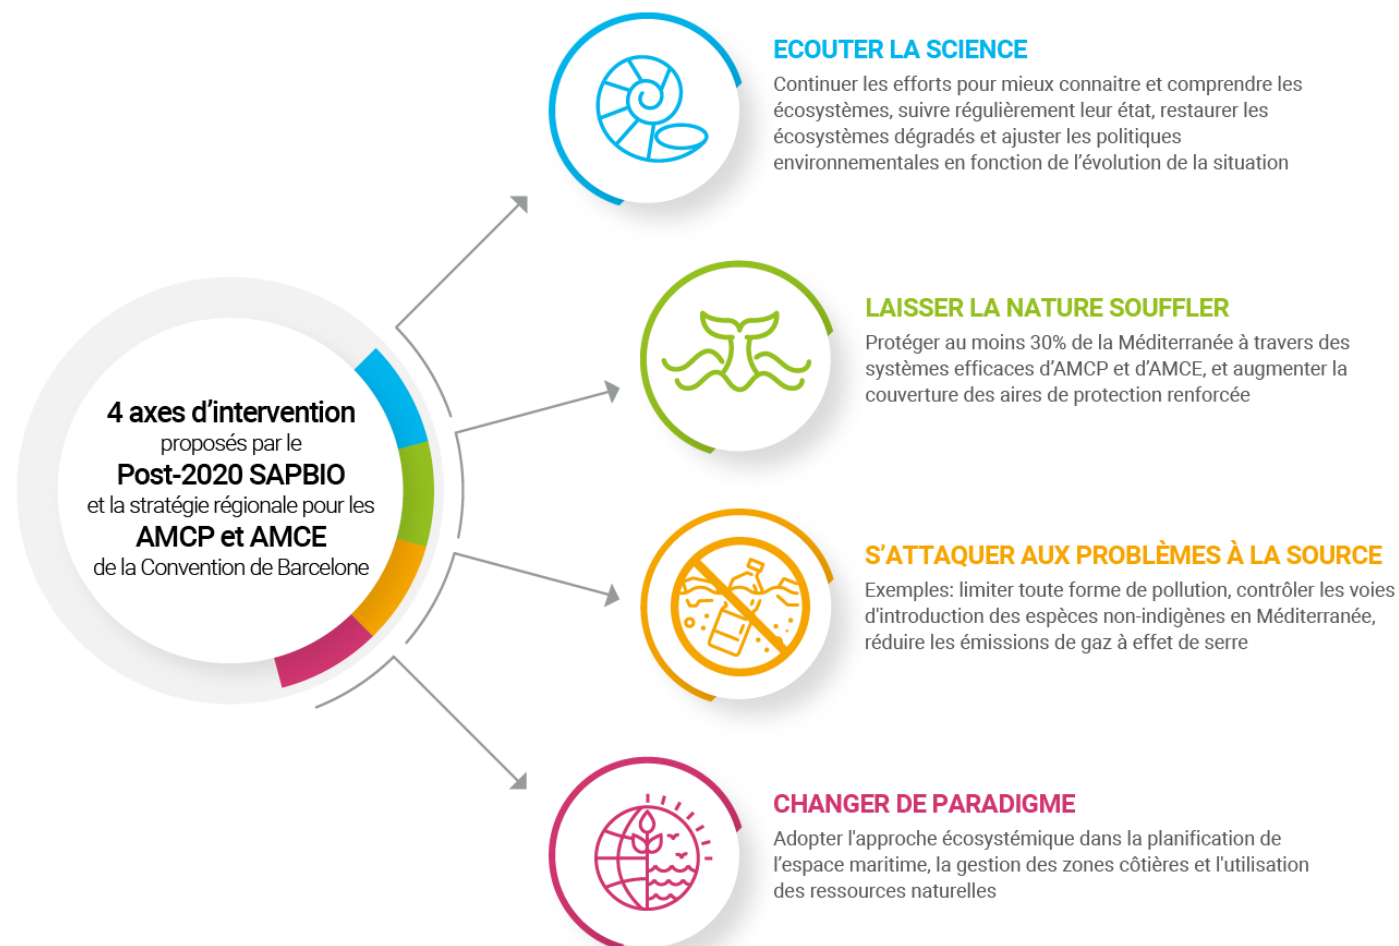 4 axes d’intervention
proposés par le
Post-2020 SAPBIO
et la stratégie régionale pour les
AMCP et AMCE
de la Convention de Barcelone
ECOUTER LA SCIENCE
Continuer les efforts pour mieux connaitre et comprendre les
écosystèmes, suivre régulièrement leur état, restaurer les
écosystèmes dégradés et ajuster les politiques
environnementales en fonction de l’évolution de la situation
LAISSER LA NATURE SOUFFLER
Protéger au moins 30% de la Méditerranée à travers des
systèmes efficaces d’AMCP et d’AMCE, et augmenter la
couverture des aires de protection renforcée
S’ATTAQUER AUX PROBLÈMES À LA SOURCE
Exemples: limiter toute forme de pollution, contrôler les voies
d'introduction des espèces non-indigènes en Méditerranée,
réduire les émissions de gaz à effet de serre
CHANGER DE PARADIGME
Adopter l'approche écosystémique dans la planification de
l’espace maritime, la gestion des zones côtières et l'utilisation
des ressources naturelles